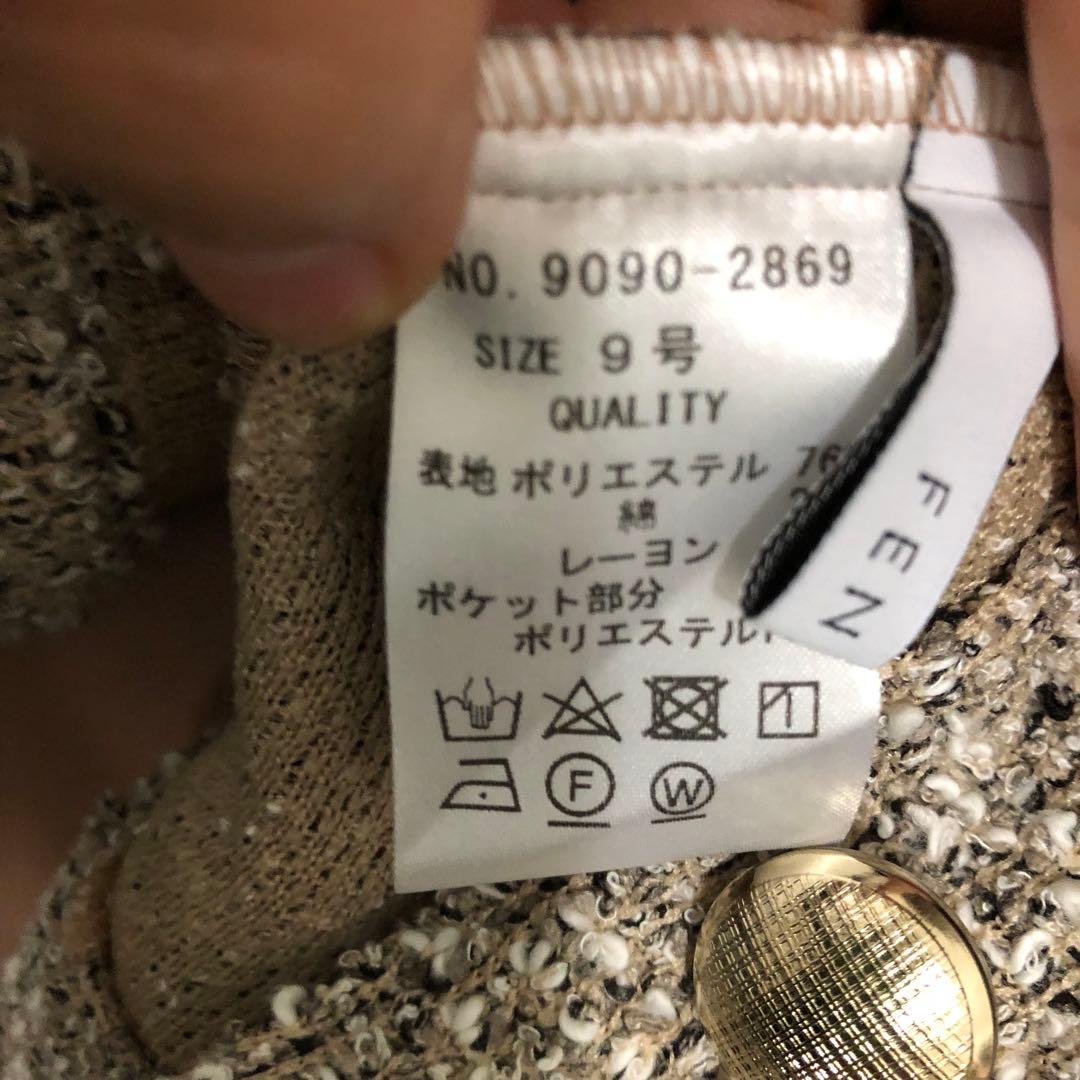 NO. 9090-2869
SIZE 9号
QUALITY
表地 ポリエステル 76
綿
レーヨン
ポケット部分
ポリエステル
F
W
FEN